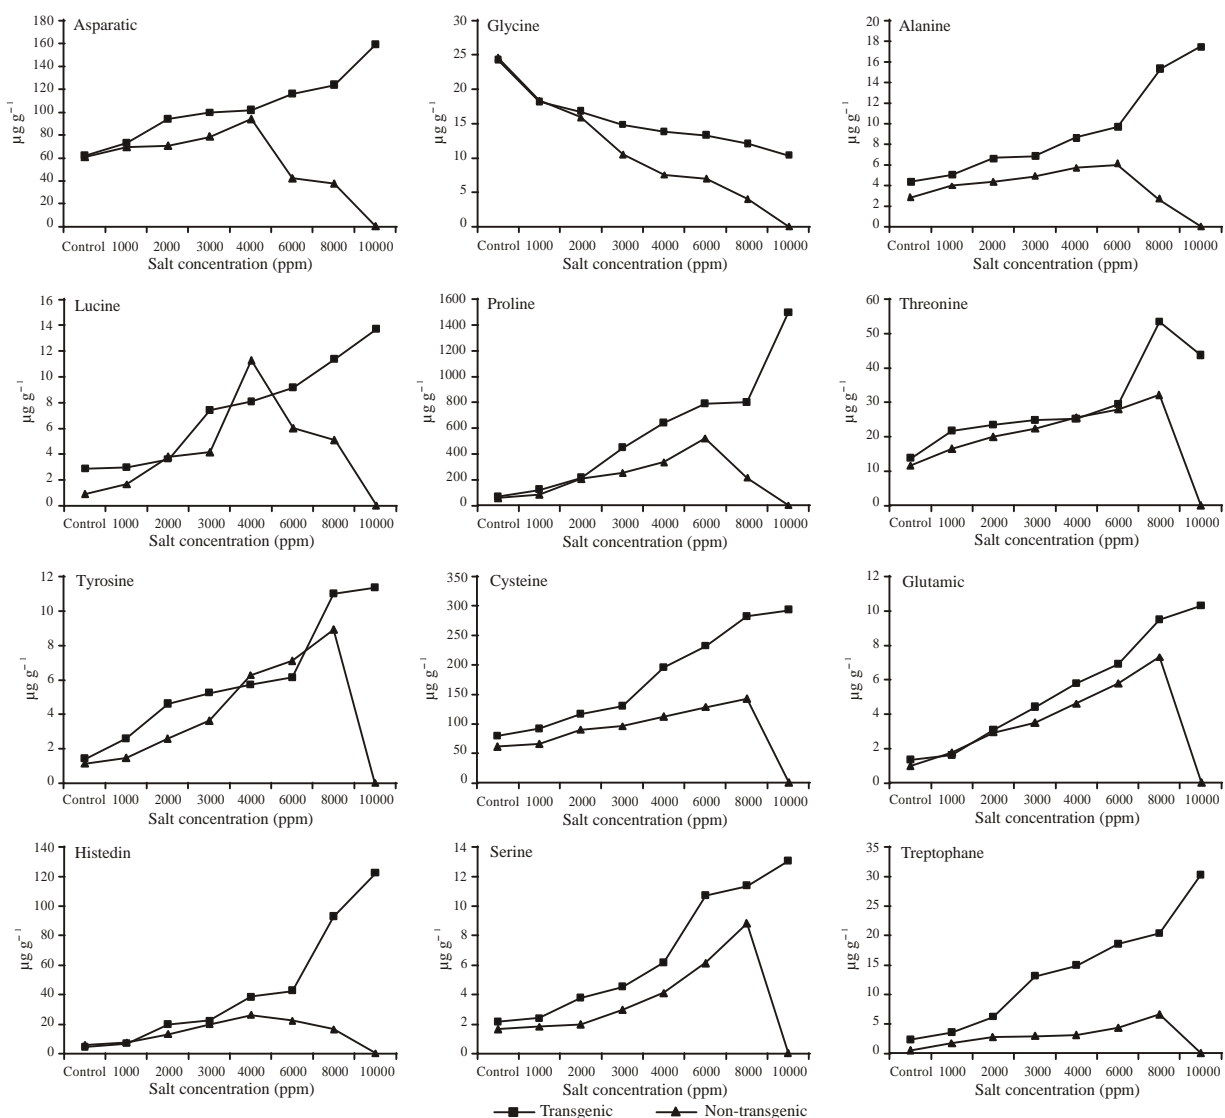 Asparatic
180
160
140
120
100
80
60
40
20
0
µg g⁻¹
Control 1000 2000 3000 4000 6000 8000 10000
Salt concentration (ppm)
Glycine
30
25
20
15
10
5
0
µg g⁻¹
Control 1000 2000 3000 4000 6000 8000 10000
Salt concentration (ppm)
Alanine
20
18
16
14
12
10
8
6
4
2
0
µg g⁻¹
Control 1000 2000 3000 4000 6000 8000 10000
Salt concentration (ppm)
Lucine
16
14
12
10
8
6
4
2
0
µg g⁻¹
Control 1000 2000 3000 4000 6000 8000 10000
Salt concentration (ppm)
Proline
1600
1400
1200
1000
800
600
400
200
0
µg g⁻¹
Control 1000 2000 3000 4000 6000 8000 10000
Salt concentration (ppm)
Threonine
60
50
40
30
20
10
0
µg g⁻¹
Control 1000 2000 3000 4000 6000 8000 10000
Salt concentration (ppm)
Tyrosine
12
10
8
6
4
2
0
µg g⁻¹
Control 1000 2000 3000 4000 6000 8000 10000
Salt concentration (ppm)
Cysteine
350
300
250
200
150
100
50
0
µg g⁻¹
Control 1000 2000 3000 4000 6000 8000 10000
Salt concentration (ppm)
Glutamic
12
10
8
6
4
2
0
µg g⁻¹
Control 1000 2000 3000 4000 6000 8000 10000
Salt concentration (ppm)
Histedin
140
120
100
80
60
40
20
0
µg g⁻¹
Control 1000 2000 3000 4000 6000 8000 10000
Salt concentration (ppm)
Serine
14
12
10
8
6
4
2
0
µg g⁻¹
Control 1000 2000 3000 4000 6000 8000 10000
Salt concentration (ppm)
Treptophane
35
30
25
20
15
10
5
0
µg g⁻¹
Control 1000 2000 3000 4000 6000 8000 10000
Salt concentration (ppm)
Transgenic Non-transgenic